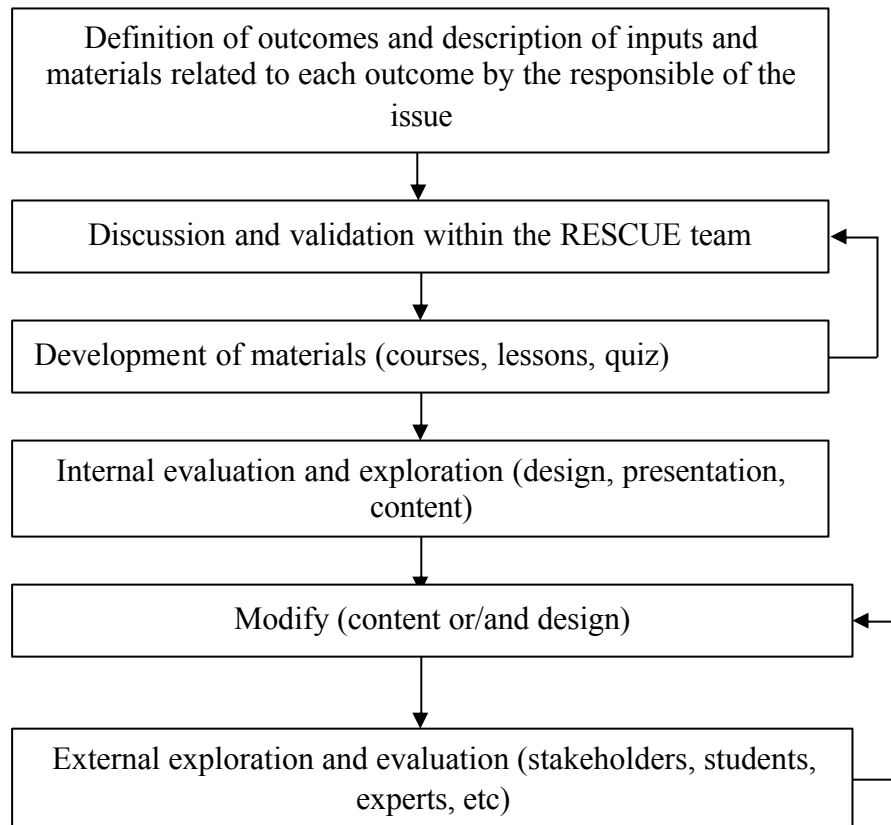 Definition of outcomes and description of inputs and
materials related to each outcome by the responsible of the
issue
Discussion and validation within the RESCUE team
Development of materials (courses, lessons, quiz)
Internal evaluation and exploration (design, presentation,
content)
Modify (content or/and design)
External exploration and evaluation (stakeholders, students,
experts, etc)